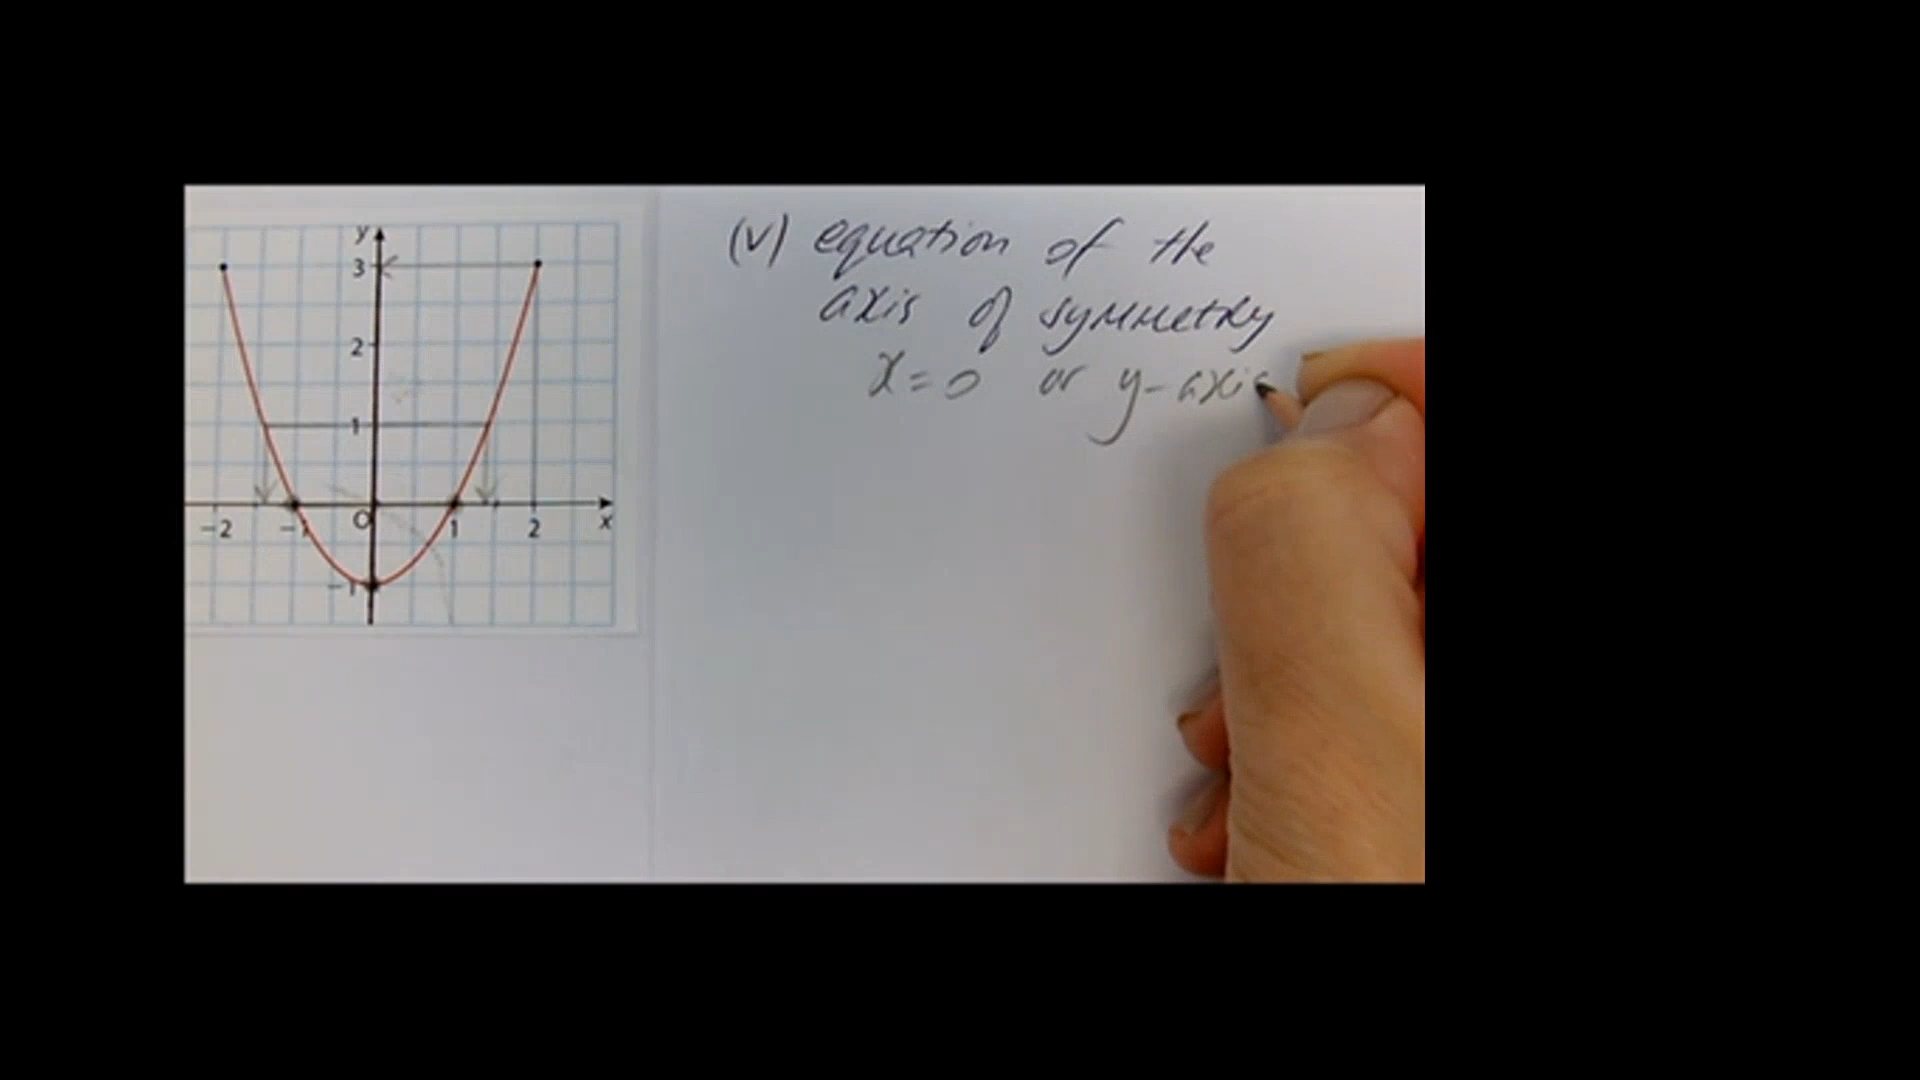 y
3
2
1
-2 -1 O 1 2 x
-1
(v) equation of the
axis of symmetry
x = 0 or y-axis